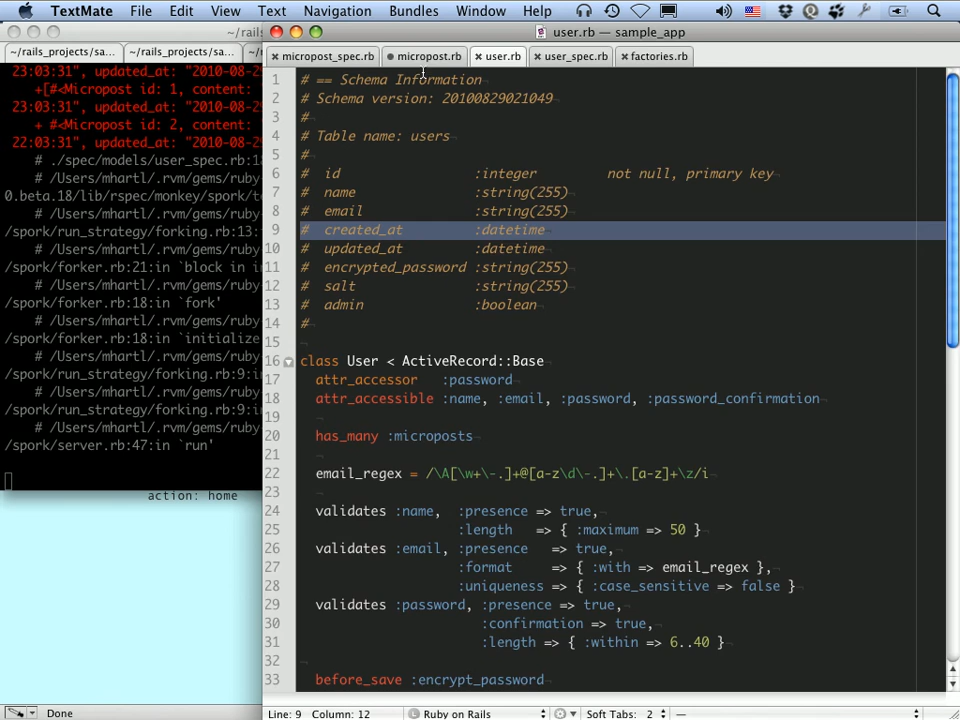 TextMate File Edit View Text Navigation Bundles Window Help
~/rails_projects/sa...
~/rails_projects/sa...
~/rails_projects/
23:03:31", updated_at: "2010-08-29
+[#<Micropost id: 1, content:
23:03:31", updated_at: "2010-08-29
+ #<Micropost id: 2, content:
22:03:31", updated_at: "2010-08-29
# ./spec/models/user_spec.rb:18
# /Users/mhartl/.rvm/gems/ruby-
0.beta.18/lib/rspec/monkey/spork/te
# /Users/mhartl/.rvm/gems/ruby-
/spork/run_strategy/forking.rb:13:
# /Users/mhartl/.rvm/gems/ruby-
/spork/forker.rb:21:in `block in in
# /Users/mhartl/.rvm/gems/ruby-
/spork/forker.rb:18:in `fork'
# /Users/mhartl/.rvm/gems/ruby-
/spork/forker.rb:18:in `initialize
# /Users/mhartl/.rvm/gems/ruby-
/spork/run_strategy/forking.rb:9:in
# /Users/mhartl/.rvm/gems/ruby-
/spork/run_strategy/forking.rb:9:in
# /Users/mhartl/.rvm/gems/ruby-
/spork/server.rb:47:in `run'
action: home
Done
user.rb — sample_app
micropost_spec.rb micropost.rb user.rb user_spec.rb factories.rb
1 # == Schema Information
2 # Schema version: 20100829021049
3 #
4 # Table name: users
5 #
6 # id :integer not null, primary key
7 # name :string(255)
8 # email :string(255)
9 # created_at :datetime
10 # updated_at :datetime
11 # encrypted_password :string(255)
12 # salt :string(255)
13 # admin :boolean
14 #
15
16 class User < ActiveRecord::Base
17 attr_accessor :password
18 attr_accessible :name, :email, :password, :password_confirmation
19
20 has_many :microposts
21
22 email_regex = /\A[\w+\-.]+@[a-z\d\-.]+\.[a-z]+\z/i
23
24 validates :name, :presence => true,
25 :length => { :maximum => 50 }
26 validates :email, :presence => true,
27 :format => { :with => email_regex },
28 :uniqueness => { :case_sensitive => false }
29 validates :password, :presence => true,
30 :confirmation => true,
31 :length => { :within => 6..40 }
32
33 before_save :encrypt_password
Line: 9 Column: 12 Ruby on Rails Soft Tabs: 2 —